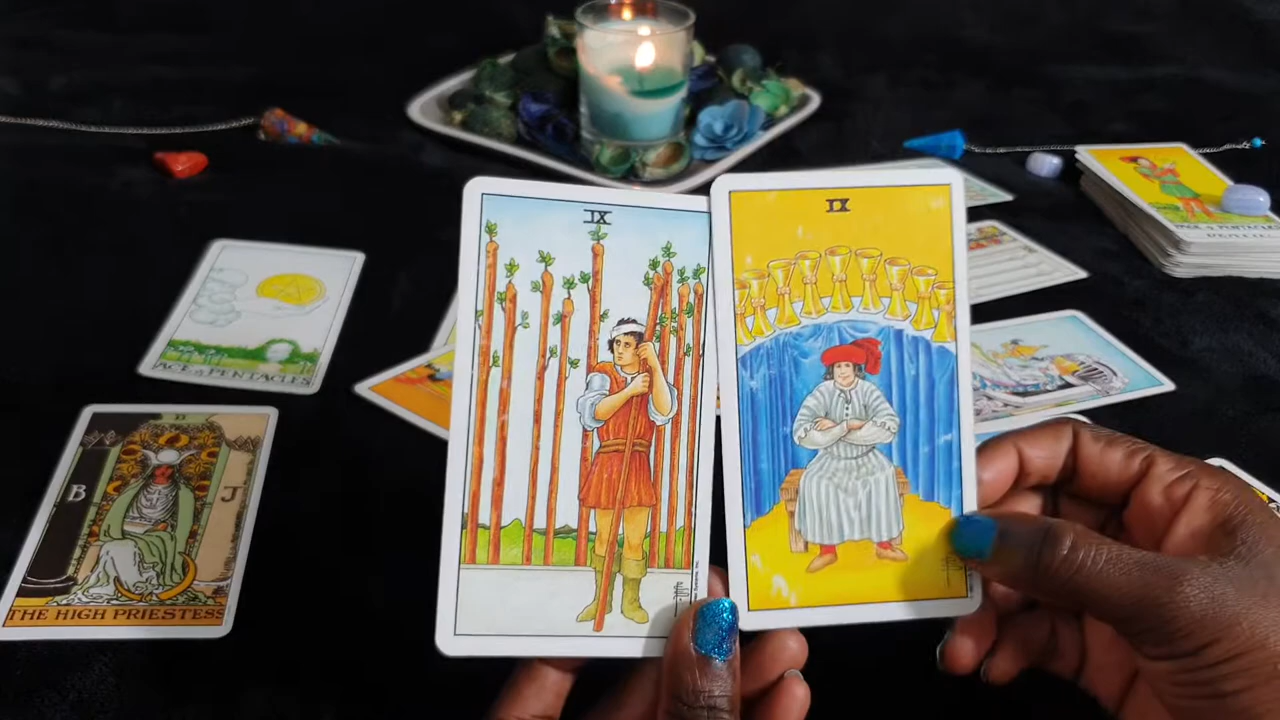 IX
IX
PAGE of PENTACLES
ACE of PENTACLES
B
J
THE HIGH PRIESTESS